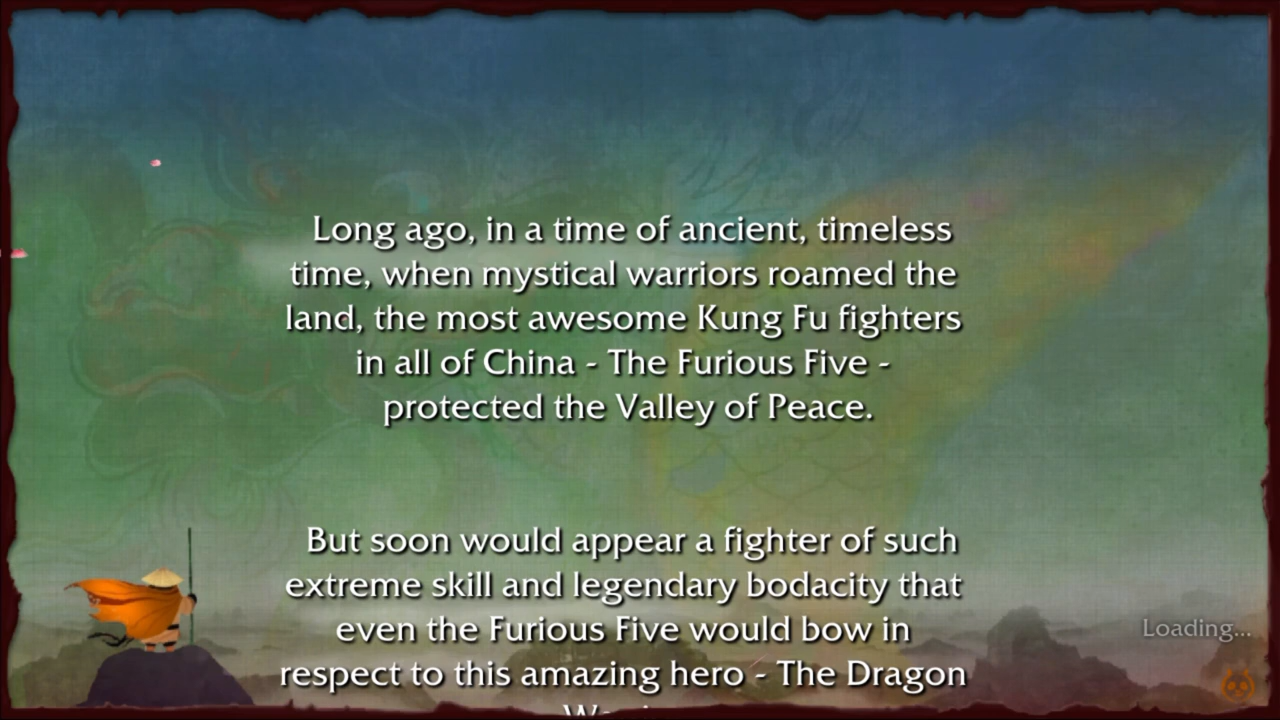 Long ago, in a time of ancient, timeless
time, when mystical warriors roamed the
land, the most awesome Kung Fu fighters
in all of China - The Furious Five -
protected the Valley of Peace.
But soon would appear a fighter of such
extreme skill and legendary bodacity that
even the Furious Five would bow in
respect to this amazing hero - The Dragon
Loading...